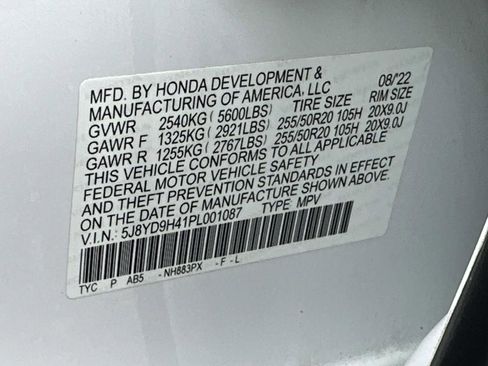 MFD. BY HONDA DEVELOPMENT & 08/'22
MANUFACTURING OF AMERICA, LLC
GVWR 2540KG ( 5600LBS) TIRE SIZE RIM SIZE
GAWR F 1325KG ( 2921LBS) 255/50R20 105H 20X9.0J
GAWR R 1255KG ( 2767LBS) 255/50R20 105H 20X9.0J
THIS VEHICLE CONFORMS TO ALL APPLICABLE
FEDERAL MOTOR VEHICLE SAFETY
AND THEFT PREVENTION STANDARDS IN EFFECT
ON THE DATE OF MANUFACTURE SHOWN ABOVE.
V.I.N: 5J8YD9H41PL001087 TYPE: MPV
TYC P AB5 -NH883PX -F-L